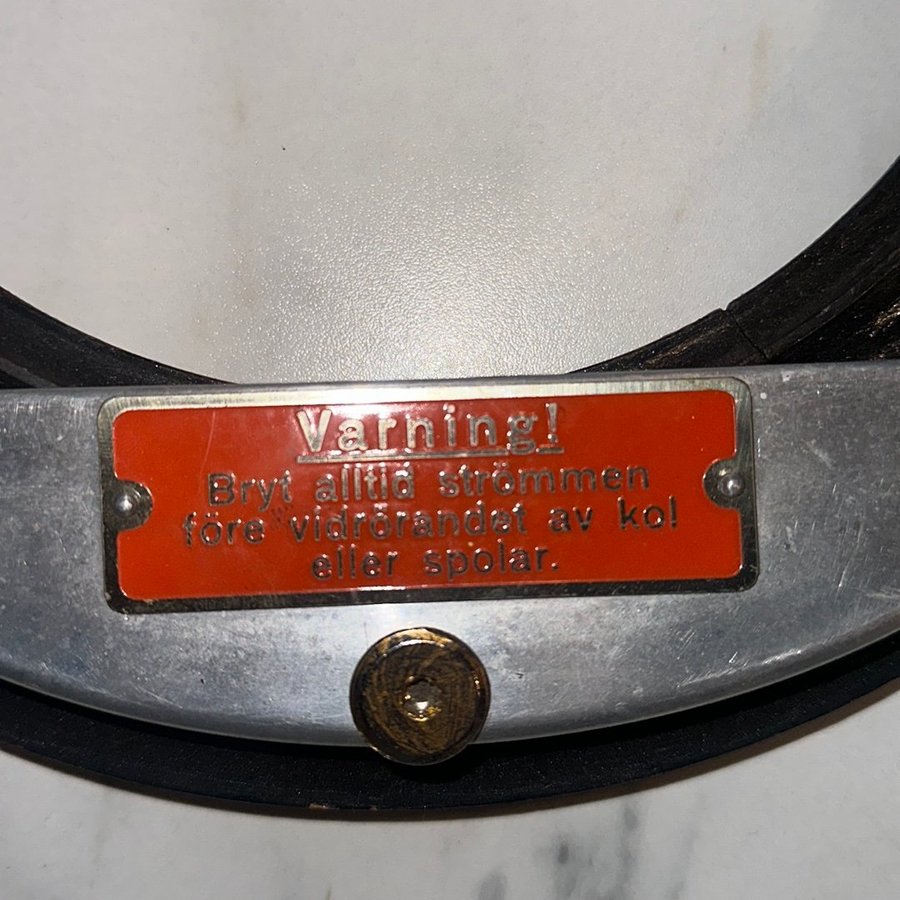 Varning!
Bryt alltid strömmen
före vidrörandet av kol
eller spolar.